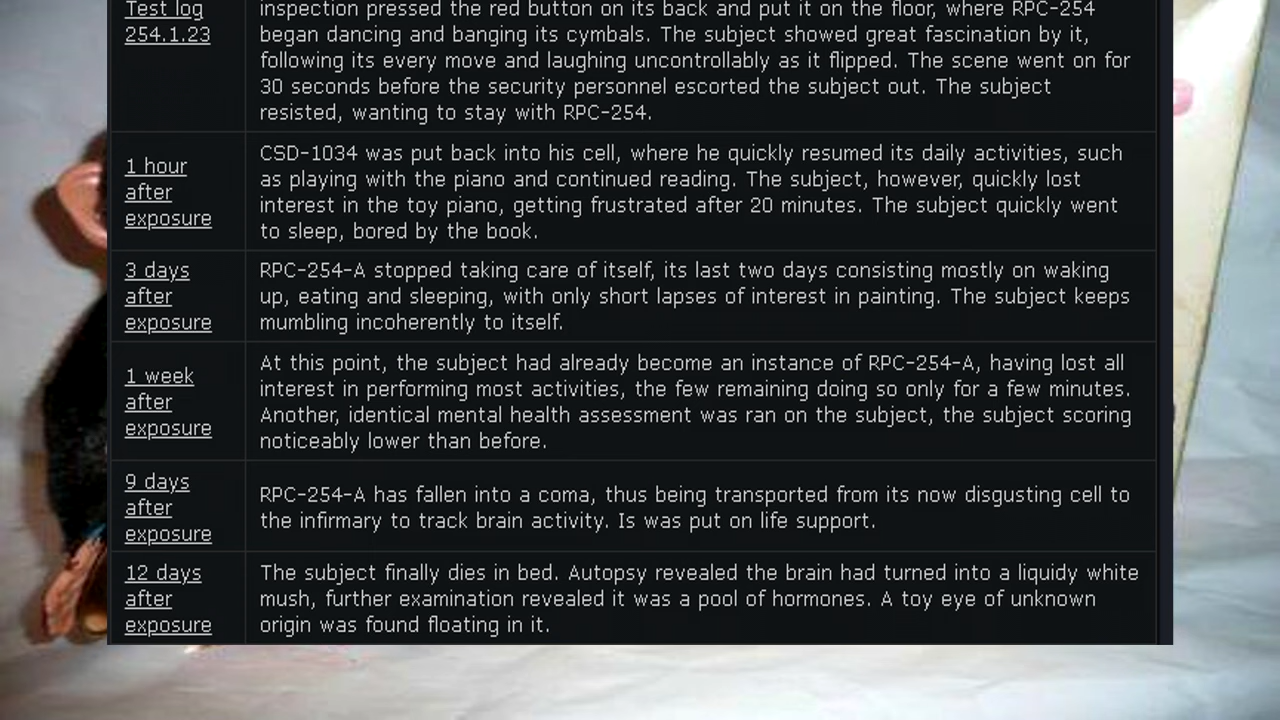 Test log
254.1.23
inspection pressed the red button on its back and put it on the floor, where RPC-254
began dancing and banging its cymbals. The subject showed great fascination by it,
following its every move and laughing uncontrollably as it flipped. The scene went on for
30 seconds before the security personnel escorted the subject out. The subject
resisted, wanting to stay with RPC-254.
1 hour
after
exposure
CSD-1034 was put back into his cell, where he quickly resumed its daily activities, such
as playing with the piano and continued reading. The subject, however, quickly lost
interest in the toy piano, getting frustrated after 20 minutes. The subject quickly went
to sleep, bored by the book.
3 days
after
exposure
RPC-254-A stopped taking care of itself, its last two days consisting mostly on waking
up, eating and sleeping, with only short lapses of interest in painting. The subject keeps
mumbling incoherently to itself.
1 week
after
exposure
At this point, the subject had already become an instance of RPC-254-A, having lost all
interest in performing most activities, the few remaining doing so only for a few minutes.
Another, identical mental health assessment was ran on the subject, the subject scoring
noticeably lower than before.
9 days
after
exposure
RPC-254-A has fallen into a coma, thus being transported from its now disgusting cell to
the infirmary to track brain activity. Is was put on life support.
12 days
after
exposure
The subject finally dies in bed. Autopsy revealed the brain had turned into a liquidy white
mush, further examination revealed it was a pool of hormones. A toy eye of unknown
origin was found floating in it.